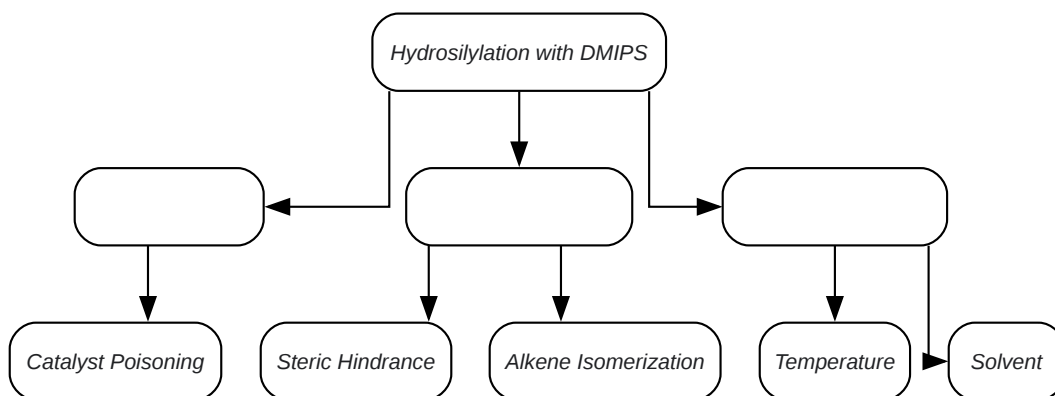 Hydrosilylation with DMIPS
Catalyst Poisoning
Steric Hindrance
Alkene Isomerization
Temperature
Solvent